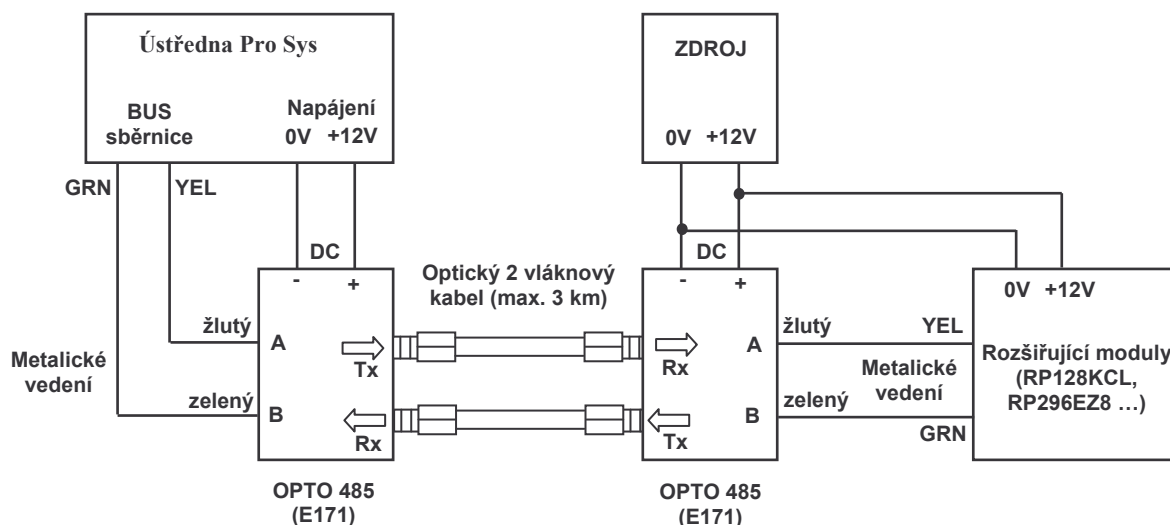 Ústředna Pro Sys
BUS
sběrnice
Napájení
0V +12V
GRN
YEL
DC
- +
žlutý
A
Metalické
vedení
Tx
zelený
B
Rx
OPTO 485
(E171)
Optický 2 vláknový
kabel (max. 3 km)
ZDROJ
0V +12V
DC
- +
Rx
A
žlutý
YEL
Metalické
vedení
Tx
B
zelený
GRN
OPTO 485
(E171)
0V +12V
Rozšiřující moduly
(RP128KCL,
RP296EZ8 …)